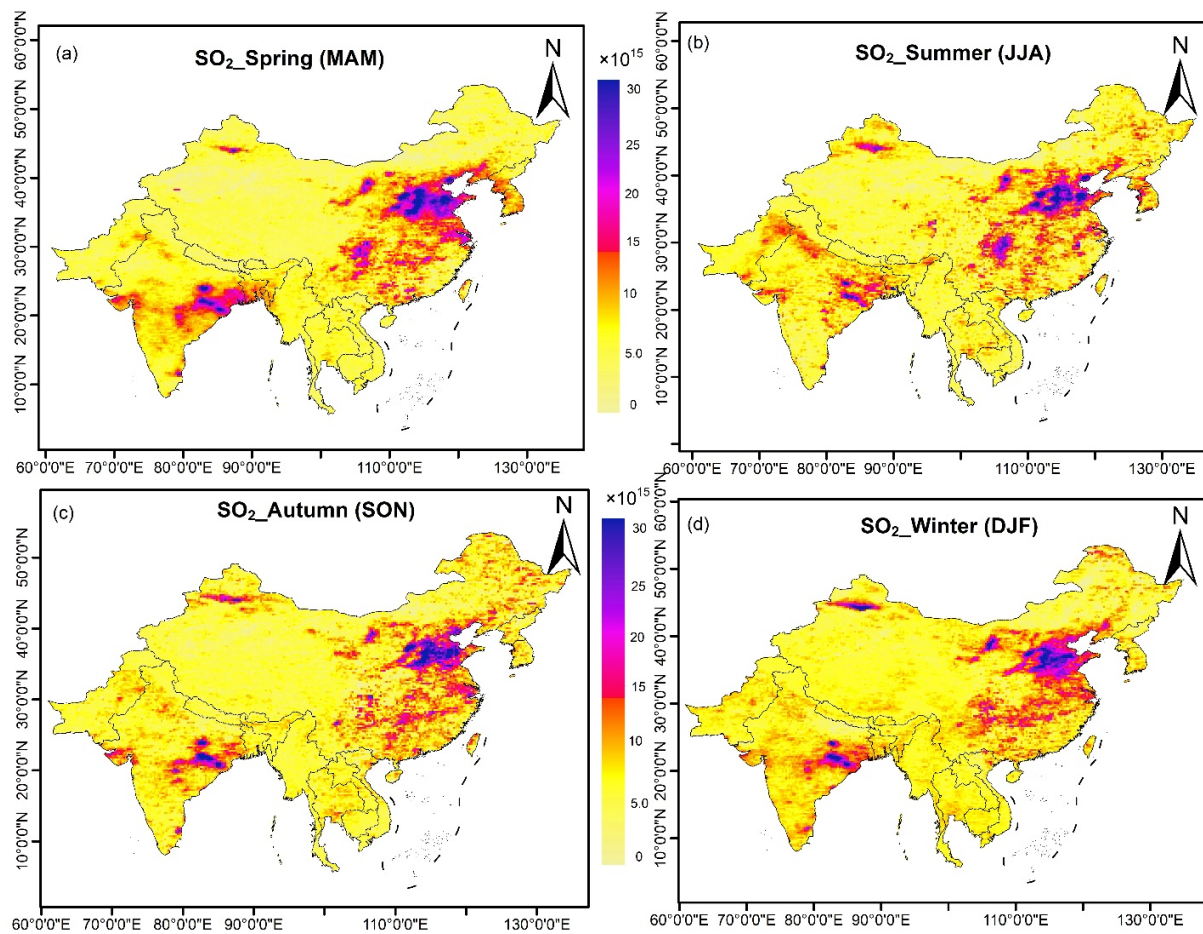 (a)
SO₂_Spring (MAM)
N
60°0'0"N
50°0'0"N
40°0'0"N
30°0'0"N
20°0'0"N
10°0'0"N
60°0'0"E 70°0'0"E 80°0'0"E 90°0'0"E 110°0'0"E 130°0'0"E
×10¹⁵
30
25
20
15
10
5.0
0
(b)
SO₂_Summer (JJA)
N
60°0'0"N
50°0'0"N
40°0'0"N
30°0'0"N
20°0'0"N
10°0'0"N
60°0'0"E 70°0'0"E 80°0'0"E 90°0'0"E 110°0'0"E 130°0'0"E
(c)
SO₂_Autumn (SON)
N
60°0'0"N
50°0'0"N
40°0'0"N
30°0'0"N
20°0'0"N
10°0'0"N
60°0'0"E 70°0'0"E 80°0'0"E 90°0'0"E 110°0'0"E 130°0'0"E
×10¹⁵
30
25
20
15
10
5.0
0
(d)
SO₂_Winter (DJF)
N
60°0'0"N
50°0'0"N
40°0'0"N
30°0'0"N
20°0'0"N
10°0'0"N
60°0'0"E 70°0'0"E 80°0'0"E 90°0'0"E 110°0'0"E 130°0'0"E